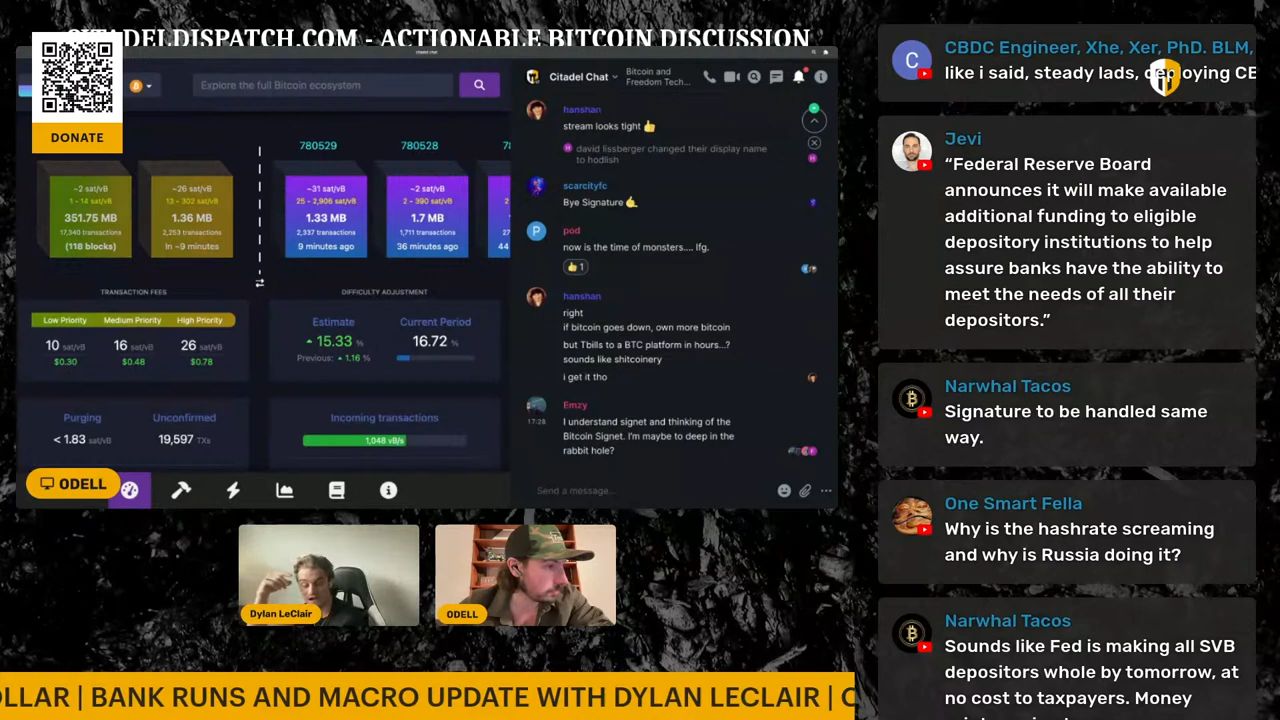 CITADELDISPATCH.COM - ACTIONABLE BITCOIN DISCUSSION
DONATE
Explore the full Bitcoin ecosystem
780529
780528
78
~2 sat/vB
1 - 14 sat/vB
351.75 MB
17,340 transactions
(118 blocks)
~26 sat/vB
13 - 302 sat/vB
1.36 MB
2,253 transactions
In ~9 minutes
~31 sat/vB
25 - 2,906 sat/vB
1.33 MB
2,337 transactions
9 minutes ago
~2 sat/vB
2 - 390 sat/vB
1.7 MB
1,711 transactions
36 minutes ago
44
TRANSACTION FEES
Low Priority Medium Priority High Priority
10 sat/vB 16 sat/vB 26 sat/vB
$0.30 $0.48 $0.78
DIFFICULTY ADJUSTMENT
Estimate Current Period
15.33 % 16.72 %
Previous: 1.16 %
Purging Unconfirmed
< 1.83 sat/vB 19,597 TXs
Incoming transactions
1,048 vB/s
ODELL
citadel chat
Citadel Chat
Bitcoin and
Freedom Tech...
hanshan
stream looks tight
david lissberger changed their display name
to hodlish
scarcityfc
Bye Signature
P
pod
now is the time of monsters.... lfg.
1
hanshan
right
if bitcoin goes down, own more bitcoin
but Tbills to a BTC platform in hours...?
sounds like shitcoinery
i get it tho
Emzy
17:28
I understand signet and thinking of the
Bitcoin Signet. I'm maybe to deep in the
rabbit hole?
Send a message...
Dylan LeClair
ODELL
OLLAR | BANK RUNS AND MACRO UPDATE WITH DYLAN LECLAIR | C
C
CBDC Engineer, Xhe, Xer, PhD. BLM,
like i said, steady lads, deploying CE
Jevi
“Federal Reserve Board
announces it will make available
additional funding to eligible
depository institutions to help
assure banks have the ability to
meet the needs of all their
depositors.”
Narwhal Tacos
Signature to be handled same
way.
One Smart Fella
Why is the hashrate screaming
and why is Russia doing it?
Narwhal Tacos
Sounds like Fed is making all SVB
depositors whole by tomorrow, at
no cost to taxpayers. Money